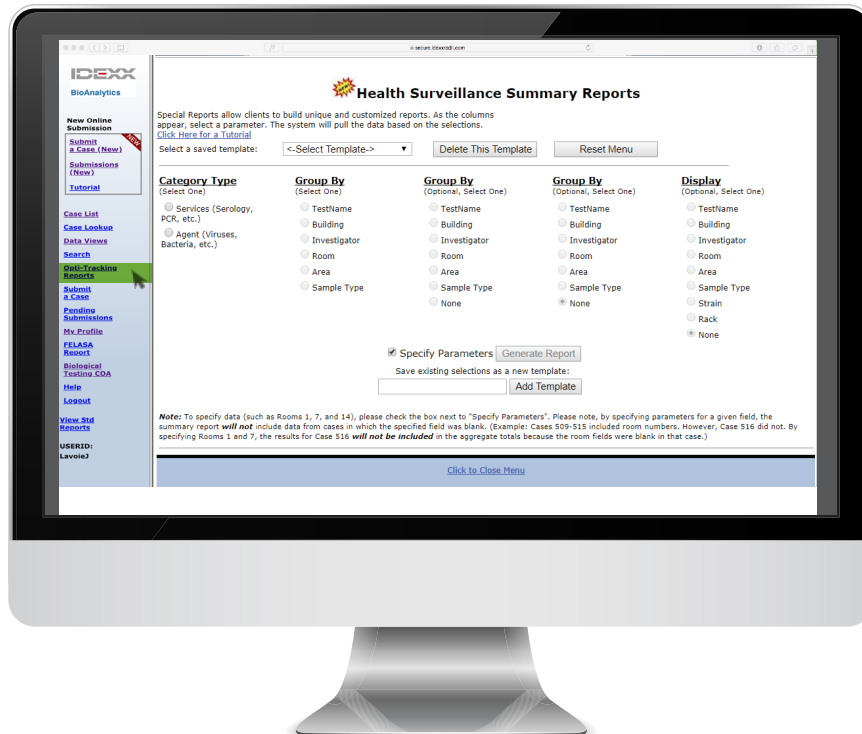 secure.idexxradil.com
IDEXX
BioAnalytics
New Online
Submission
NEW
Submit
a Case (New)
Submissions
(New)
Tutorial
Case List
Case Lookup
Data Views
Search
Opti-Tracking
Reports
Submit
a Case
Pending
Submissions
My Profile
FELASA
Report
Biological
Testing COA
Help
Logout
View Std
Reports
USERID:
LavoieJ
NEW! Health Surveillance Summary Reports
Special Reports allow clients to build unique and customized reports. As the columns
appear, select a parameter. The system will pull the data based on the selections.
Click Here for a Tutorial
Select a saved template: <-Select Template-> Delete This Template Reset Menu
Category Type
(Select One)
Services (Serology,
PCR, etc.)
Agent (Viruses,
Bacteria, etc.)
Group By
(Select One)
TestName
Building
Investigator
Room
Area
Sample Type
Group By
(Optional, Select One)
TestName
Building
Investigator
Room
Area
Sample Type
None
Group By
(Optional, Select One)
TestName
Building
Investigator
Room
Area
Sample Type
None
Display
(Optional, Select One)
TestName
Building
Investigator
Room
Area
Sample Type
Strain
Rack
None
Specify Parameters Generate Report
Save existing selections as a new template:
Add Template
Note: To specify data (such as Rooms 1, 7, and 14), please check the box next to "Specify Parameters". Please note, by specifying parameters for a given field, the
summary report will not include data from cases in which the specified field was blank. (Example: Cases 509-515 included room numbers. However, Case 516 did not. By
specifying Rooms 1 and 7, the results for Case 516 will not be included in the aggregate totals because the room fields were blank in that case.)
Click to Close Menu